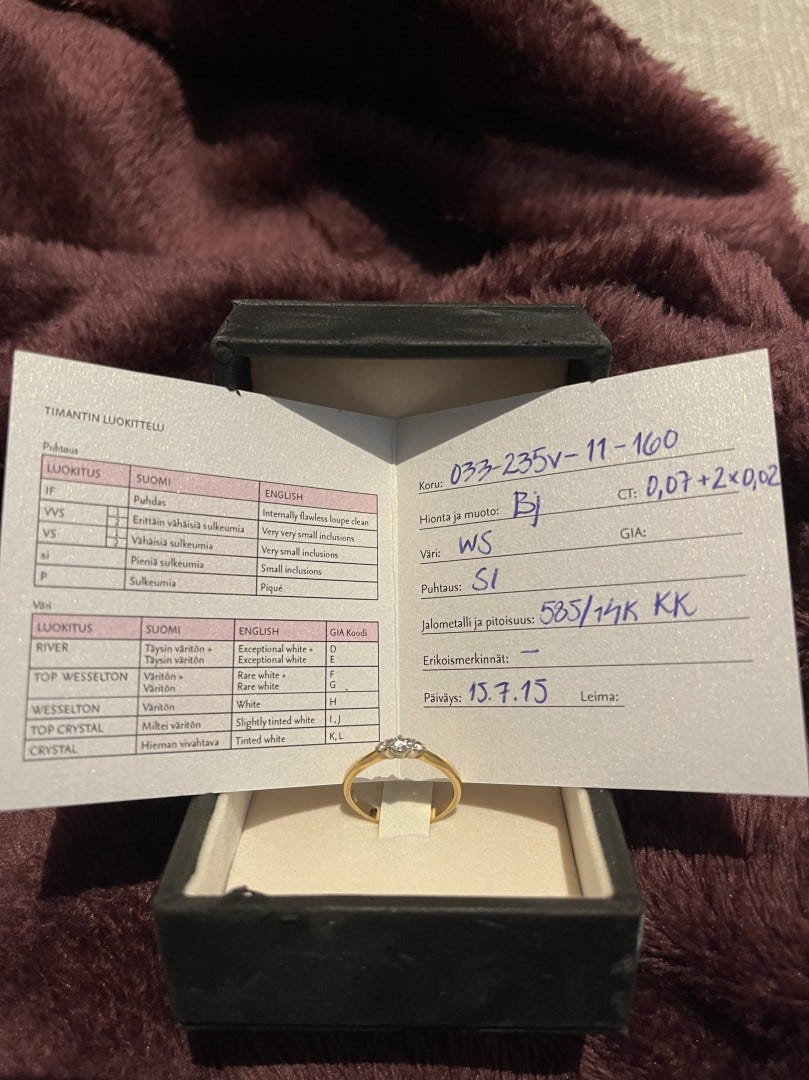 TIMANTIN LUOKITTELU
Puhtaus
LUOKITUS SUOMI ENGLISH
IF Puhdas Internally flawless loupe clean
VVS 1 2 Erittäin vähäisiä sulkeumia Very very small inclusions
VS 1 2 Vähäisiä sulkeumia Very small inclusions
si Pieniä sulkeumia Small inclusions
P Sulkeumia Piqué
Väri
LUOKITUS SUOMI ENGLISH GIA Koodi
RIVER Täysin väritön + Exceptional white + D
Täysin väritön Exceptional white E
TOP WESSELTON Väritön + Rare white + F
Väritön Rare white G
WESSELTON Väritön White H
TOP CRYSTAL Miltei väritön Slightly tinted white I, J
CRYSTAL Hieman vivahtava Tinted white K, L
Koru: 033-235V-11-160
Hionta ja muoto: Bj CT: 0,07+2x0,02
Väri: WS GIA:
Puhtaus: SI
Jalometalli ja pitoisuus: 585/14K KK
Erikoismerkinnät: –
Päiväys: 15.7.15 Leima: